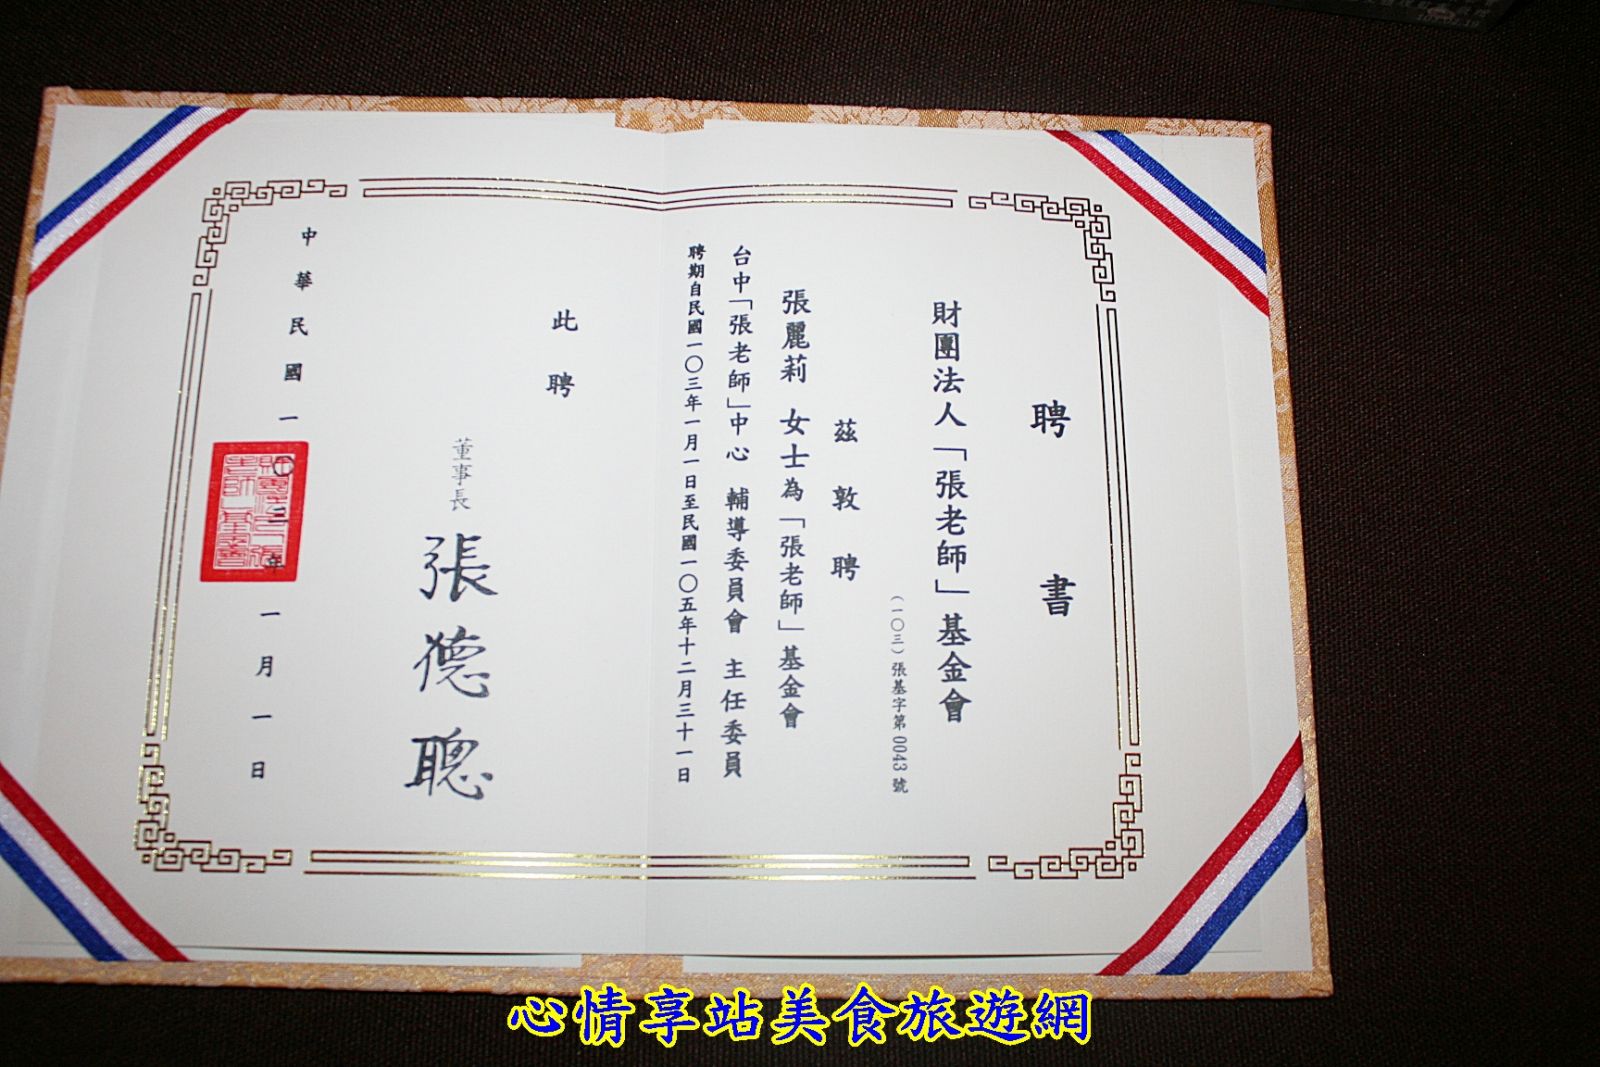 聘書
財團法人「張老師」基金會
(一〇三)張基字第0043號
茲敦聘
張麗莉 女士為「張老師」基金會
台中「張老師」中心 輔導委員會 主任委員
聘期自民國一〇三年一月一日至民國一〇五年十二月三十一日
此聘
董事長 張德聰
中華民國一〇三年一月一日
心情享站美食旅遊網